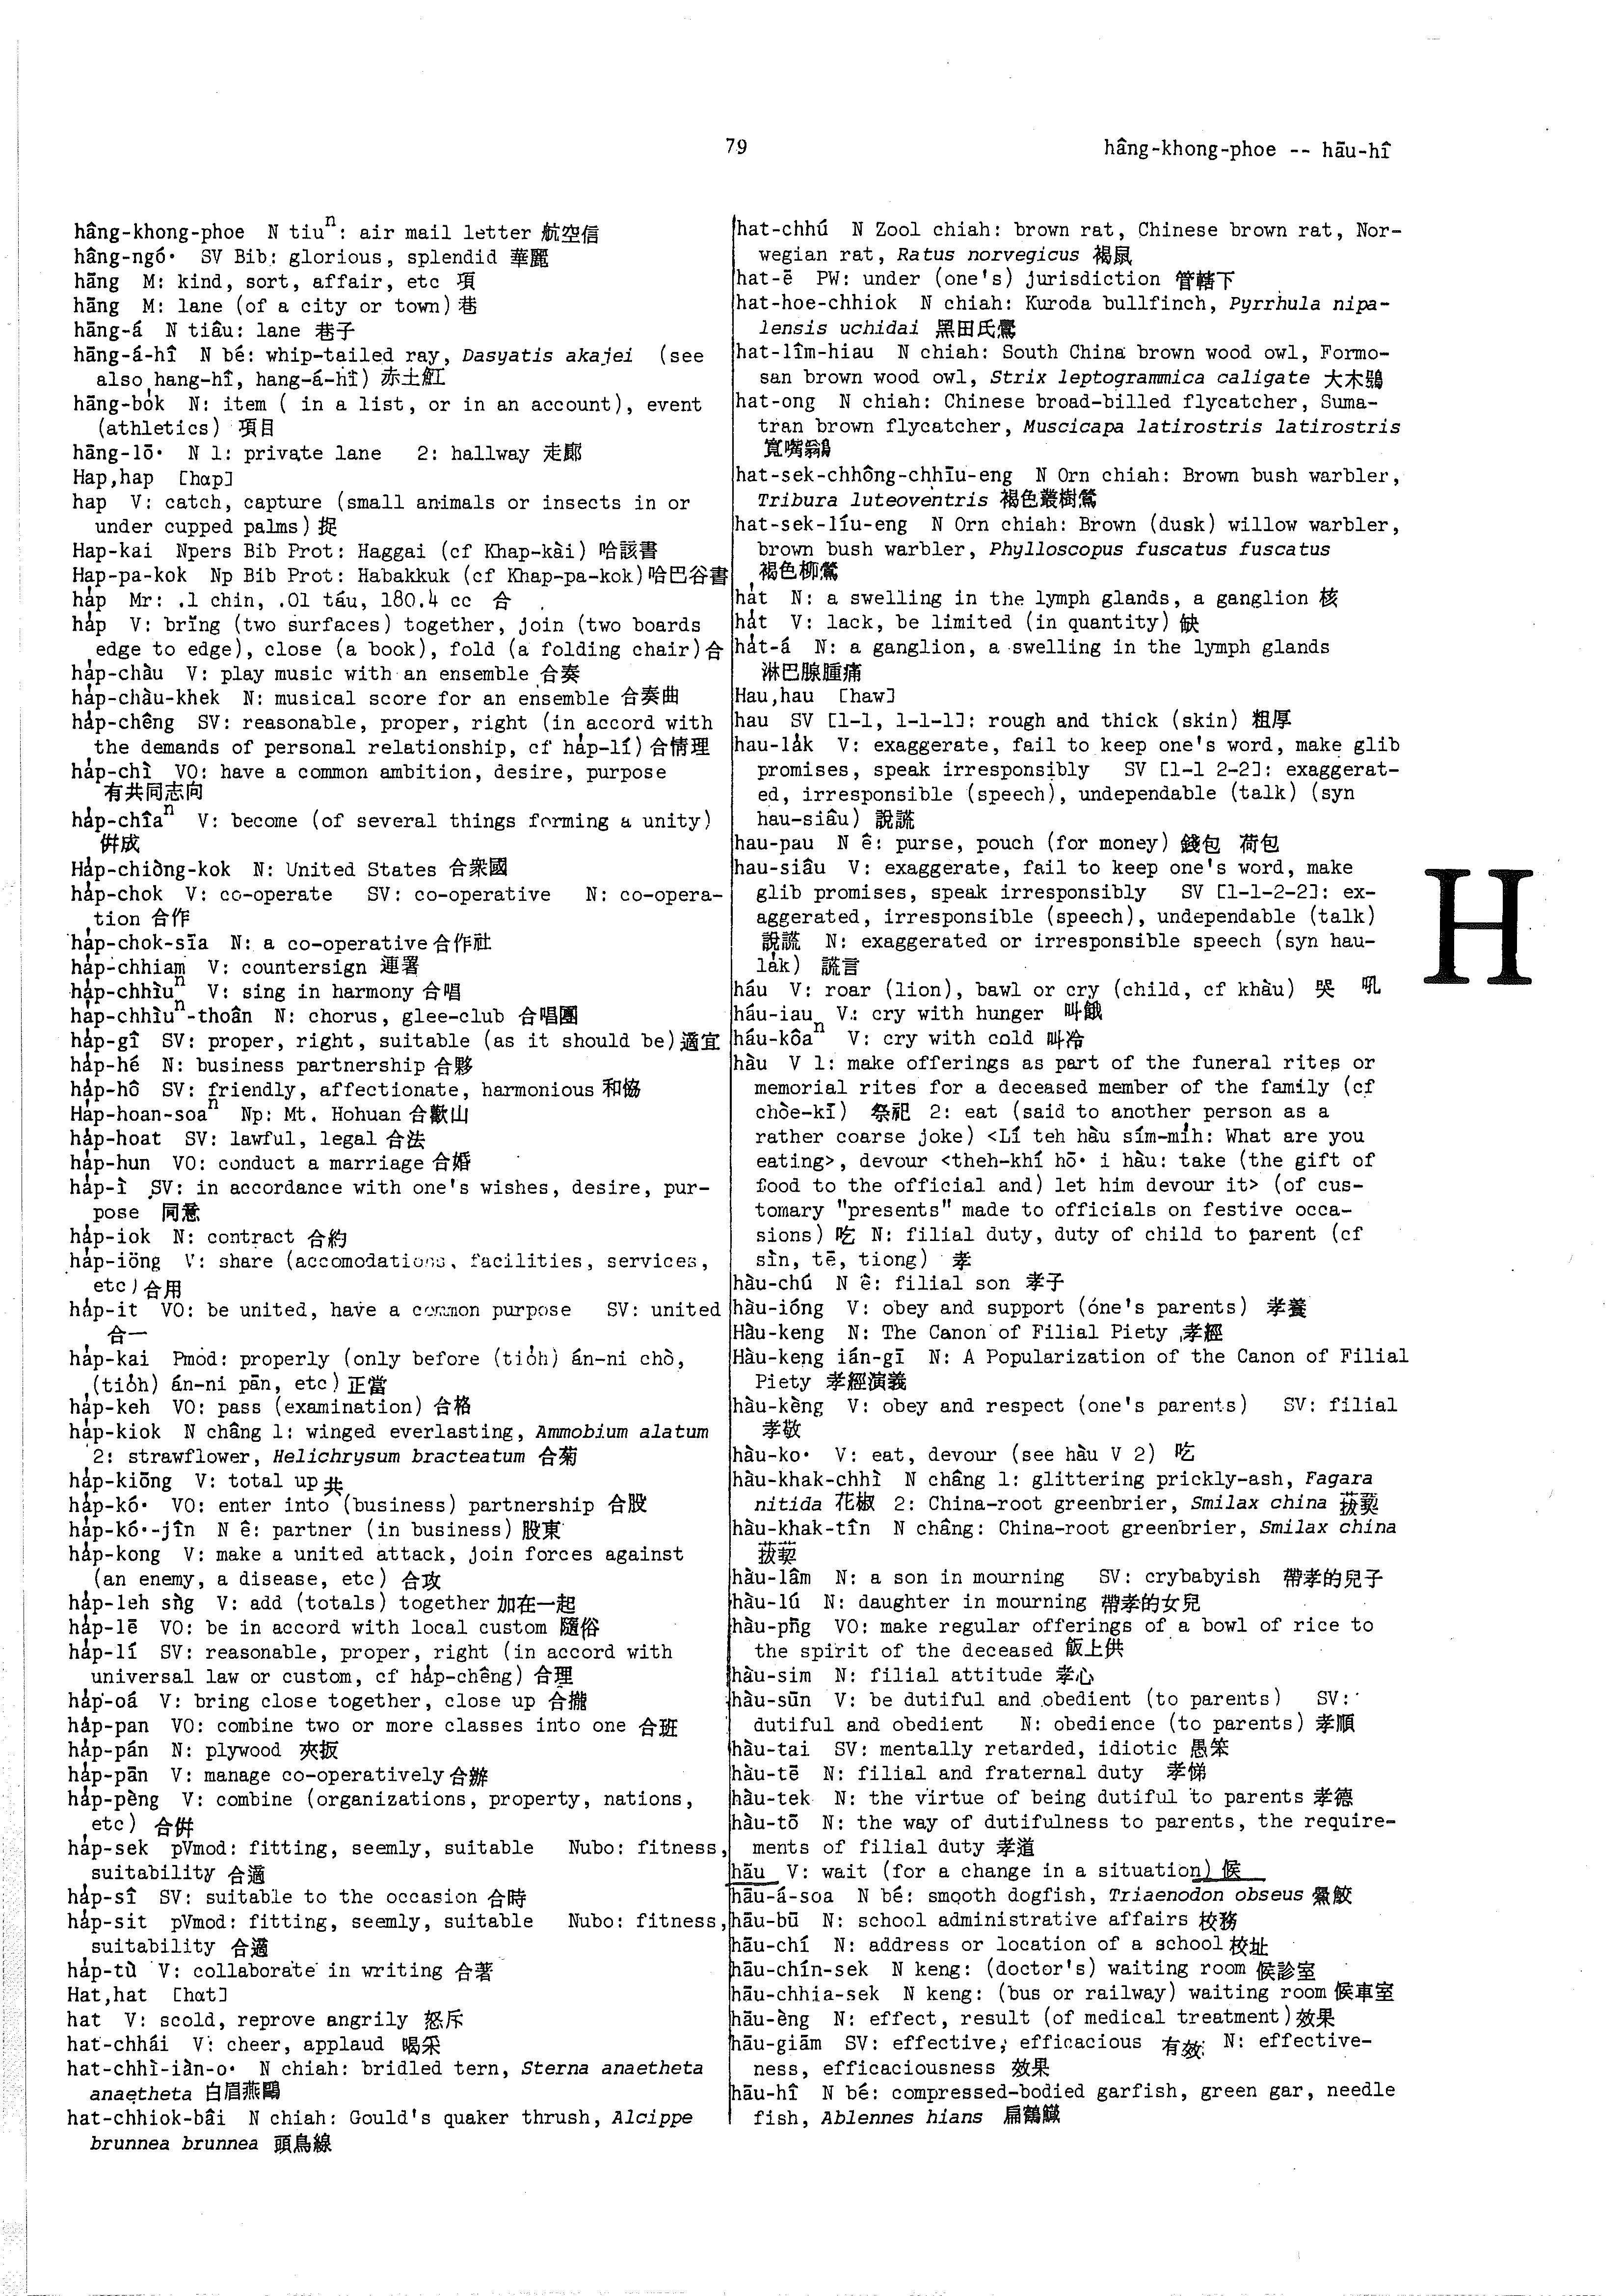 79
hâng-khong-phoe -- hāu-hî
hâng-khong-phoe N tiuⁿ: air mail letter 航空信
hâng-ngó· SV Bib: glorious, splendid 華麗
hāng M: kind, sort, affair, etc 項
hāng M: lane (of a city or town) 巷
hāng-á N tiâu: lane 巷子
hāng-á-hî N bé: whip-tailed ray, Dasyatis akajei (see
also hang-hî, hang-á-hî) 赤土魟
hāng-bo̍k N: item ( in a list, or in an account), event
(athletics) 項目
hāng-lō· N 1: private lane 2: hallway 走廊
Hap,hap [hɑp]
hap V: catch, capture (small animals or insects in or
under cupped palms) 捉
Hap-kai Npers Bib Prot: Haggai (cf Khap-kài) 哈該書
Hap-pa-kok Np Bib Prot: Habakkuk (cf Khap-pa-kok) 哈巴谷書
ha̍p Mr: .1 chin, .01 táu, 180.4 cc 合
ha̍p V: bring (two surfaces) together, join (two boards
edge to edge), close (a book), fold (a folding chair) 合
ha̍p-chàu V: play music with an ensemble 合奏
ha̍p-chàu-khek N: musical score for an ensemble 合奏曲
ha̍p-chêng SV: reasonable, proper, right (in accord with
the demands of personal relationship, cf ha̍p-lí) 合情理
ha̍p-chì VO: have a common ambition, desire, purpose
有共同志向
ha̍p-chîaⁿ V: become (of several things forming a unity)
併成
Ha̍p-chiòng-kok N: United States 合衆國
ha̍p-chok V: co-operate SV: co-operative N: co-opera-
tion 合作
ha̍p-chok-sīa N: a co-operative 合作社
ha̍p-chhiam V: countersign 連署
ha̍p-chhìuⁿ V: sing in harmony 合唱
ha̍p-chhìuⁿ-thoân N: chorus, glee-club 合唱團
ha̍p-gî SV: proper, right, suitable (as it should be) 適宜
ha̍p-hé N: business partnership 合夥
ha̍p-hô SV: friendly, affectionate, harmonious 和協
Ha̍p-hoan-soaⁿ Np: Mt. Hohuan 合歡山
ha̍p-hoat SV: lawful, legal 合法
ha̍p-hun VO: conduct a marriage 合婚
ha̍p-ì SV: in accordance with one's wishes, desire, pur-
pose 同意
ha̍p-iok N: contract 合約
ha̍p-iōng V: share (accomodations, facilities, services,
etc) 合用
ha̍p-it VO: be united, have a common purpose SV: united
合一
ha̍p-kai Pmod: properly (only before (tio̍h) án-ni chò,
(tio̍h) án-ni pān, etc) 正當
ha̍p-keh VO: pass (examination) 合格
ha̍p-kiok N châng 1: winged everlasting, Ammobium alatum
2: strawflower, Helichrysum bracteatum 合菊
ha̍p-kiōng V: total up 共
ha̍p-kó· VO: enter into (business) partnership 合股
ha̍p-kó·-jîn N ê: partner (in business) 股東
ha̍p-kong V: make a united attack, join forces against
(an enemy, a disease, etc) 合攻
ha̍p-leh sǹg V: add (totals) together 加在一起
ha̍p-lē VO: be in accord with local custom 隨俗
ha̍p-lí SV: reasonable, proper, right (in accord with
universal law or custom, cf ha̍p-chêng) 合理
ha̍p-oá V: bring close together, close up 合攏
ha̍p-pan VO: combine two or more classes into one 合班
ha̍p-pán N: plywood 夾板
ha̍p-pān V: manage co-operatively 合辦
ha̍p-pèng V: combine (organizations, property, nations,
etc) 合併
ha̍p-sek pVmod: fitting, seemly, suitable Nubo: fitness,
suitability 合適
ha̍p-sî SV: suitable to the occasion 合時
ha̍p-sit pVmod: fitting, seemly, suitable Nubo: fitness,
suitability 合適
ha̍p-tù V: collaborate in writing 合著
Hat,hat [hɑt]
hat V: scold, reprove angrily 怒斥
hat-chhái V: cheer, applaud 喝采
hat-chhì-iàn-o· N chiah: bridled tern, Sterna anaetheta
anaetheta 白眉燕鷗
hat-chhiok-bâi N chiah: Gould's quaker thrush, Alcippe
brunnea brunnea 頭烏線
hat-chhú N Zool chiah: brown rat, Chinese brown rat, Nor-
wegian rat, Ratus norvegicus 褐鼠
hat-ē PW: under (one's) jurisdiction 管轄下
hat-hoe-chhiok N chiah: Kuroda bullfinch, Pyrrhula nipa-
lensis uchidai 黑田氏鷽
hat-lîm-hiau N chiah: South China brown wood owl, Formo-
san brown wood owl, Strix leptogrammica caligate 大木鴞
hat-ong N chiah: Chinese broad-billed flycatcher, Suma-
tran brown flycatcher, Muscicapa latirostris latirostris
寬嘴鶲
hat-sek-chhông-chhīu-eng N Orn chiah: Brown bush warbler,
Tribura luteoventris 褐色叢樹鶯
hat-sek-líu-eng N Orn chiah: Brown (dusk) willow warbler,
brown bush warbler, Phylloscopus fuscatus fuscatus
褐色柳鶯
ha̍t N: a swelling in the lymph glands, a ganglion 核
ha̍t V: lack, be limited (in quantity) 缺
ha̍t-á N: a ganglion, a swelling in the lymph glands
淋巴腺腫痛
Hau,hau [haw]
hau SV [1-1, 1-1-1]: rough and thick (skin) 粗厚
hau-la̍k V: exaggerate, fail to keep one's word, make glib
promises, speak irresponsibly SV [1-1 2-2]: exaggerat-
ed, irresponsible (speech), undependable (talk) (syn
hau-siâu) 說謊
hau-pau N ê: purse, pouch (for money) 錢包 荷包
hau-siâu V: exaggerate, fail to keep one's word, make
glib promises, speak irresponsibly SV [1-1-2-2]: ex-
aggerated, irresponsible (speech), undependable (talk)
說謊 N: exaggerated or irresponsible speech (syn hau-
la̍k) 謊言
háu V: roar (lion), bawl or cry (child, cf khàu) 哭 吼
háu-iau V: cry with hunger 叫餓
háu-kôaⁿ V: cry with cold 叫冷
hàu V 1: make offerings as part of the funeral rites or
memorial rites for a deceased member of the family (cf
chòe-kī) 祭祀 2: eat (said to another person as a
rather coarse joke) <Lí teh hàu sím-mi̍h: What are you
eating>, devour <theh-khí hō· i hàu: take (the gift of
food to the official and) let him devour it> (of cus-
tomary "presents" made to officials on festive occa-
sions) 吃 N: filial duty, duty of child to parent (cf
sìn, tē, tiong) 孝
hàu-chú N ê: filial son 孝子
hàu-ióng V: obey and support (one's parents) 孝養
Hàu-keng N: The Canon of Filial Piety 孝經
Hàu-keng ián-gī N: A Popularization of the Canon of Filial
Piety 孝經演義
hàu-kèng V: obey and respect (one's parents) SV: filial
孝敬
hàu-ko· V: eat, devour (see hàu V 2) 吃
hàu-khak-chhì N châng 1: glittering prickly-ash, Fagara
nitida 花椒 2: China-root greenbrier, Smilax china 菝葜
hàu-khak-tîn N châng: China-root greenbrier, Smilax china
菝葜
hàu-lâm N: a son in mourning SV: crybabyish 帶孝的兒子
hàu-lú N: daughter in mourning 帶孝的女兒
hàu-pn̄g VO: make regular offerings of a bowl of rice to
the spirit of the deceased 飯上供
hàu-sim N: filial attitude 孝心
hàu-sūn V: be dutiful and obedient (to parents) SV:
dutiful and obedient N: obedience (to parents) 孝順
hàu-tai SV: mentally retarded, idiotic 愚笨
hàu-tē N: filial and fraternal duty 孝悌
hàu-tek N: the virtue of being dutiful to parents 孝德
hàu-tō N: the way of dutifulness to parents, the require-
ments of filial duty 孝道
hāu V: wait (for a change in a situation) 候
hāu-á-soa N bé: smooth dogfish, Triaenodon obseus 鱟鮫
hāu-bū N: school administrative affairs 校務
hāu-chí N: address or location of a school 校址
hāu-chín-sek N keng: (doctor's) waiting room 候診室
hāu-chhia-sek N keng: (bus or railway) waiting room 候車室
hāu-èng N: effect, result (of medical treatment) 效果
hāu-giām SV: effective, efficacious 有效 N: effective-
ness, efficaciousness 效果
hāu-hî N bé: compressed-bodied garfish, green gar, needle
fish, Ablennes hians 扁鶴鱵
H